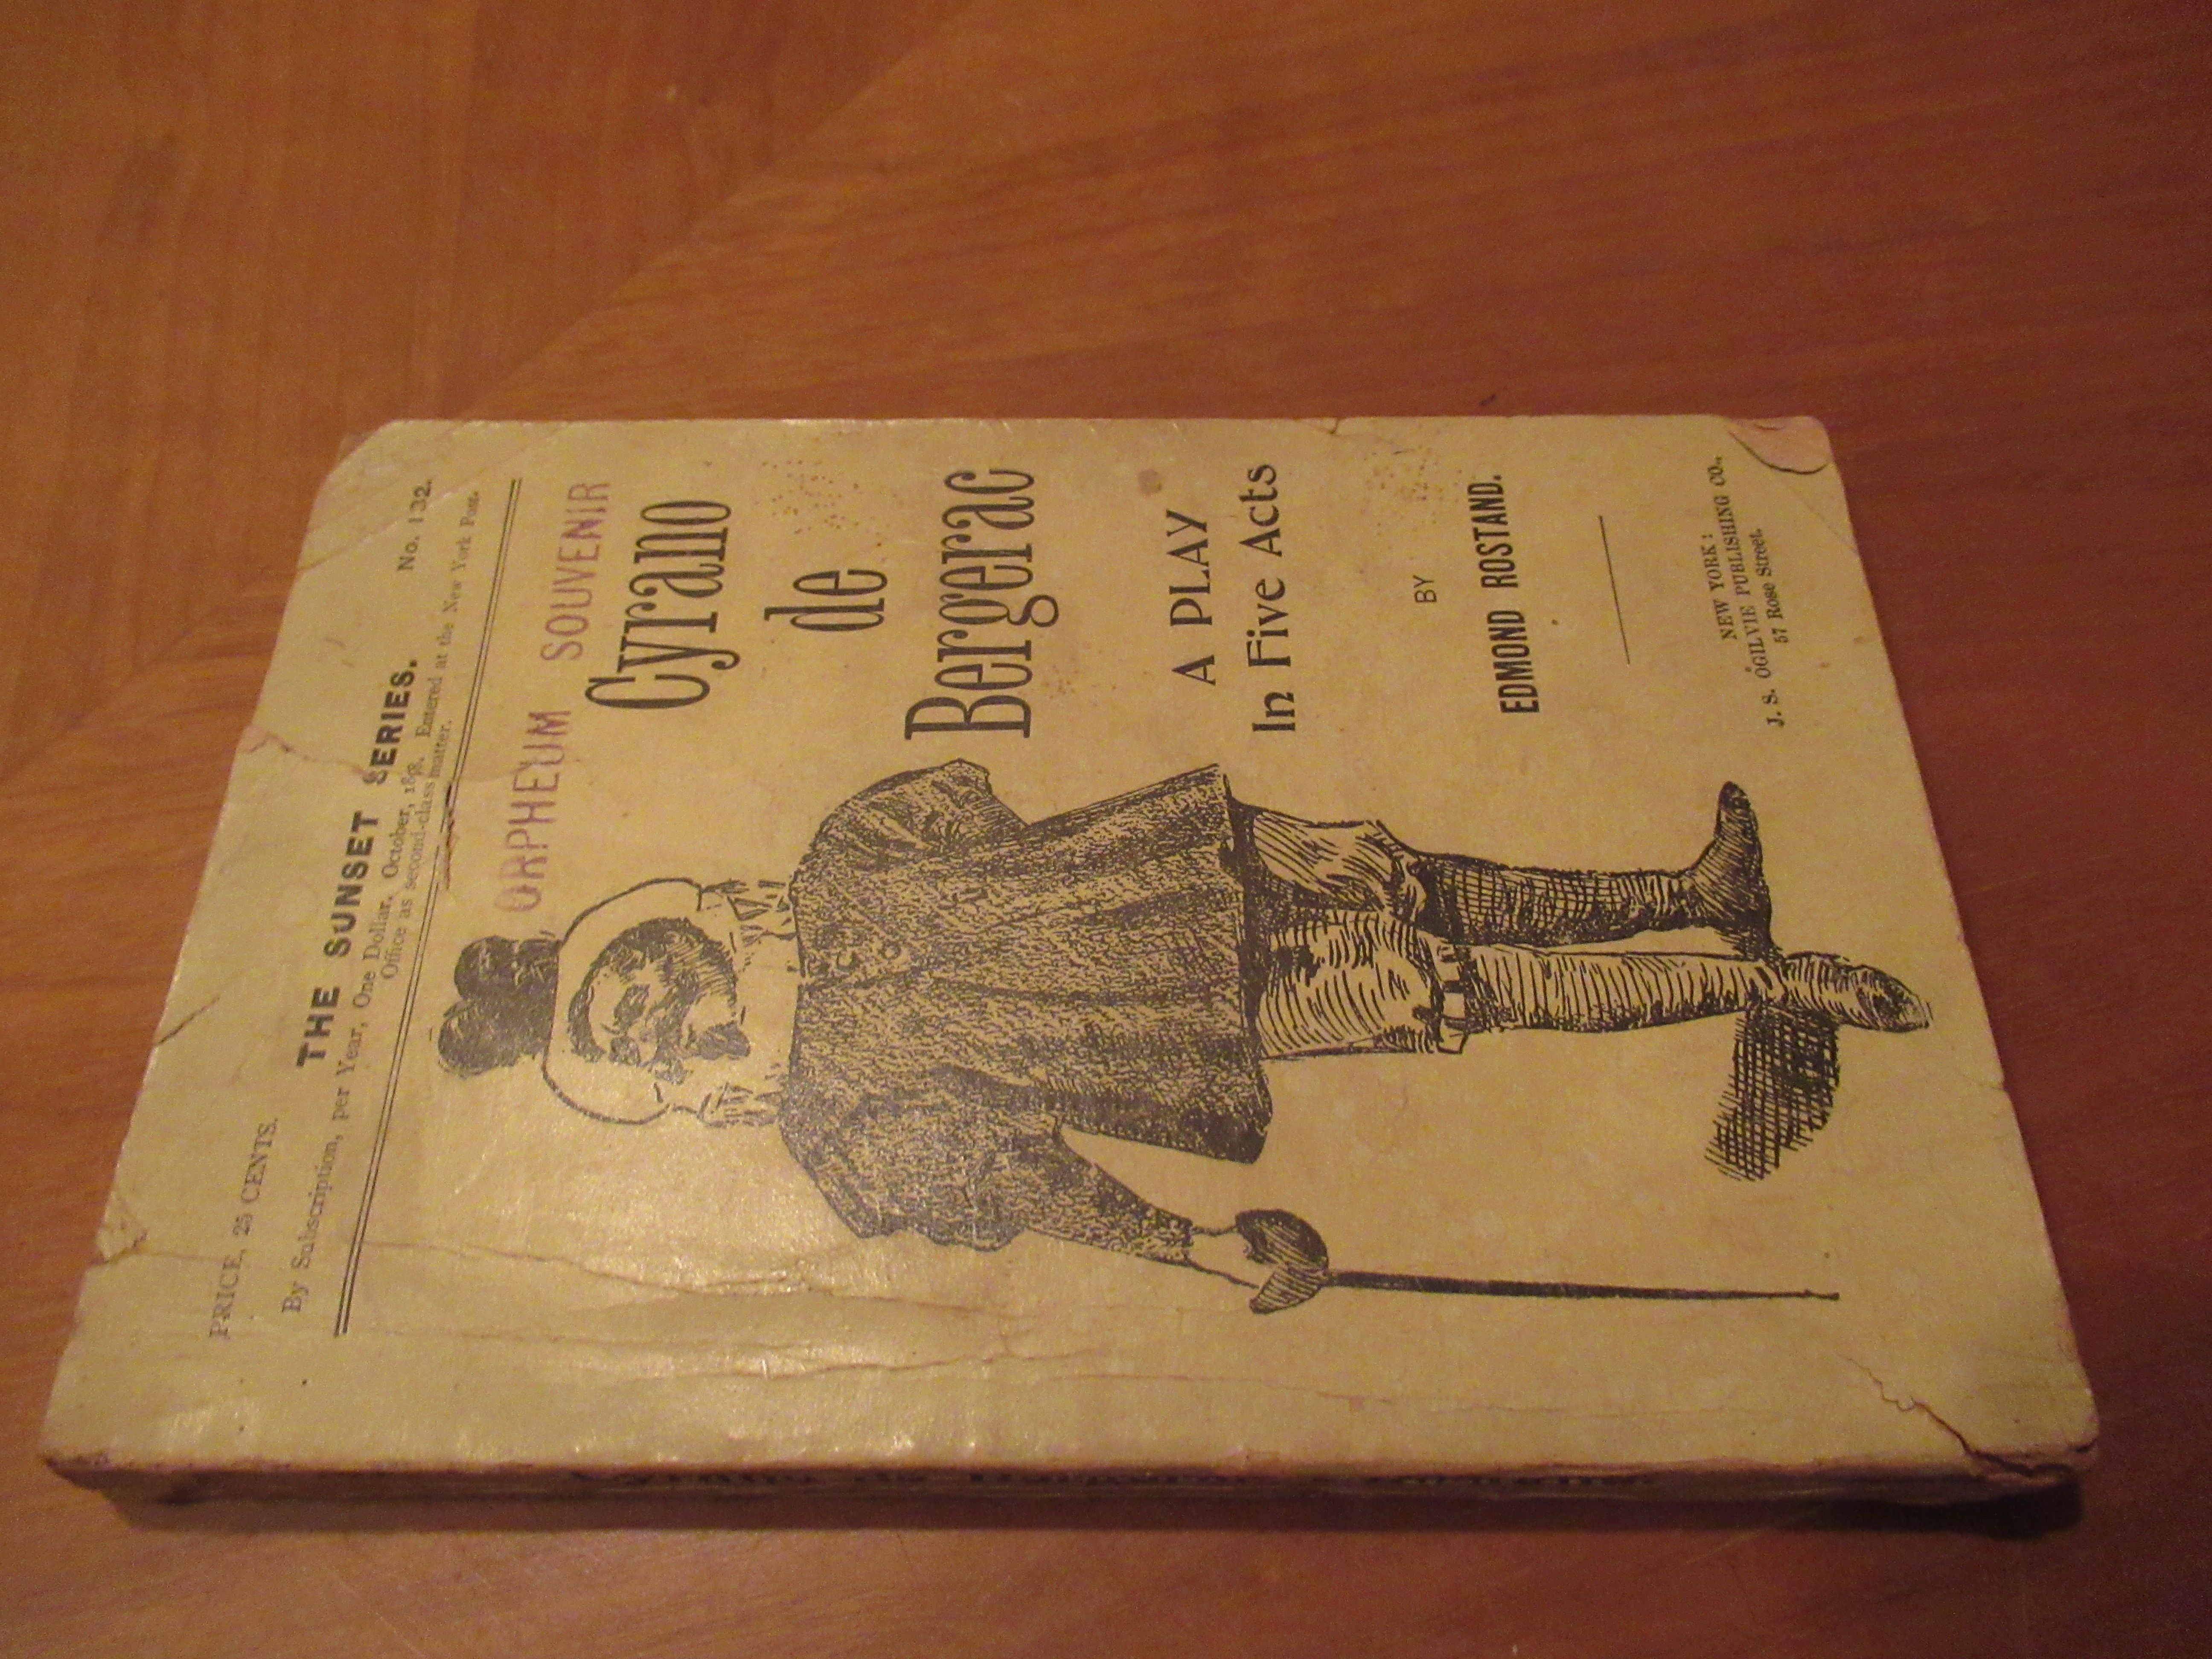 PRICE, 25 CENTS.
THE SUNSET SERIES.
No. 132.
By Subscription, per Year, One Dollar. October, 1898. Entered at the New York Post
Office as second-class matter.
ORPHEUM SOUVENIR
Cyrano
de
Bergerac
A PLAY
In Five Acts
BY
EDMOND ROSTAND.
NEW YORK:
J. S. OGILVIE PUBLISHING CO.,
57 Rose Street.